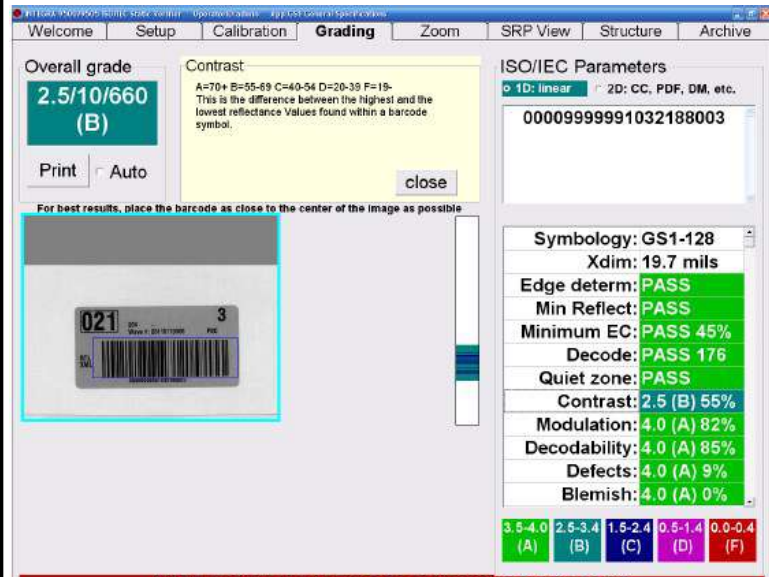 INTEGRA 9500/9505 ISO/IEC Static Verifier
Welcome
Setup
Calibration
Grading
Zoom
SRP View
Structure
Archive
Overall grade
2.5/10/660
(B)
Print
Auto
Contrast
A=70+ B=55-69 C=40-54 D=20-39 F=19-
This is the difference between the highest and the
lowest reflectance Values found within a barcode
symbol.
close
For best results, place the barcode as close to the center of the image as possible
021
3
ISO/IEC Parameters
1D: linear
2D: CC, PDF, DM, etc.
00009999991032188003
Symbology: GS1-128
Xdim: 19.7 mils
Edge determ: PASS
Min Reflect: PASS
Minimum EC: PASS 45%
Decode: PASS 176
Quiet zone: PASS
Contrast: 2.5 (B) 55%
Modulation: 4.0 (A) 82%
Decodability: 4.0 (A) 85%
Defects: 4.0 (A) 9%
Blemish: 4.0 (A) 0%
3.5-4.0 2.5-3.4 1.5-2.4 0.5-1.4 0.0-0.4
(A) (B) (C) (D) (F)